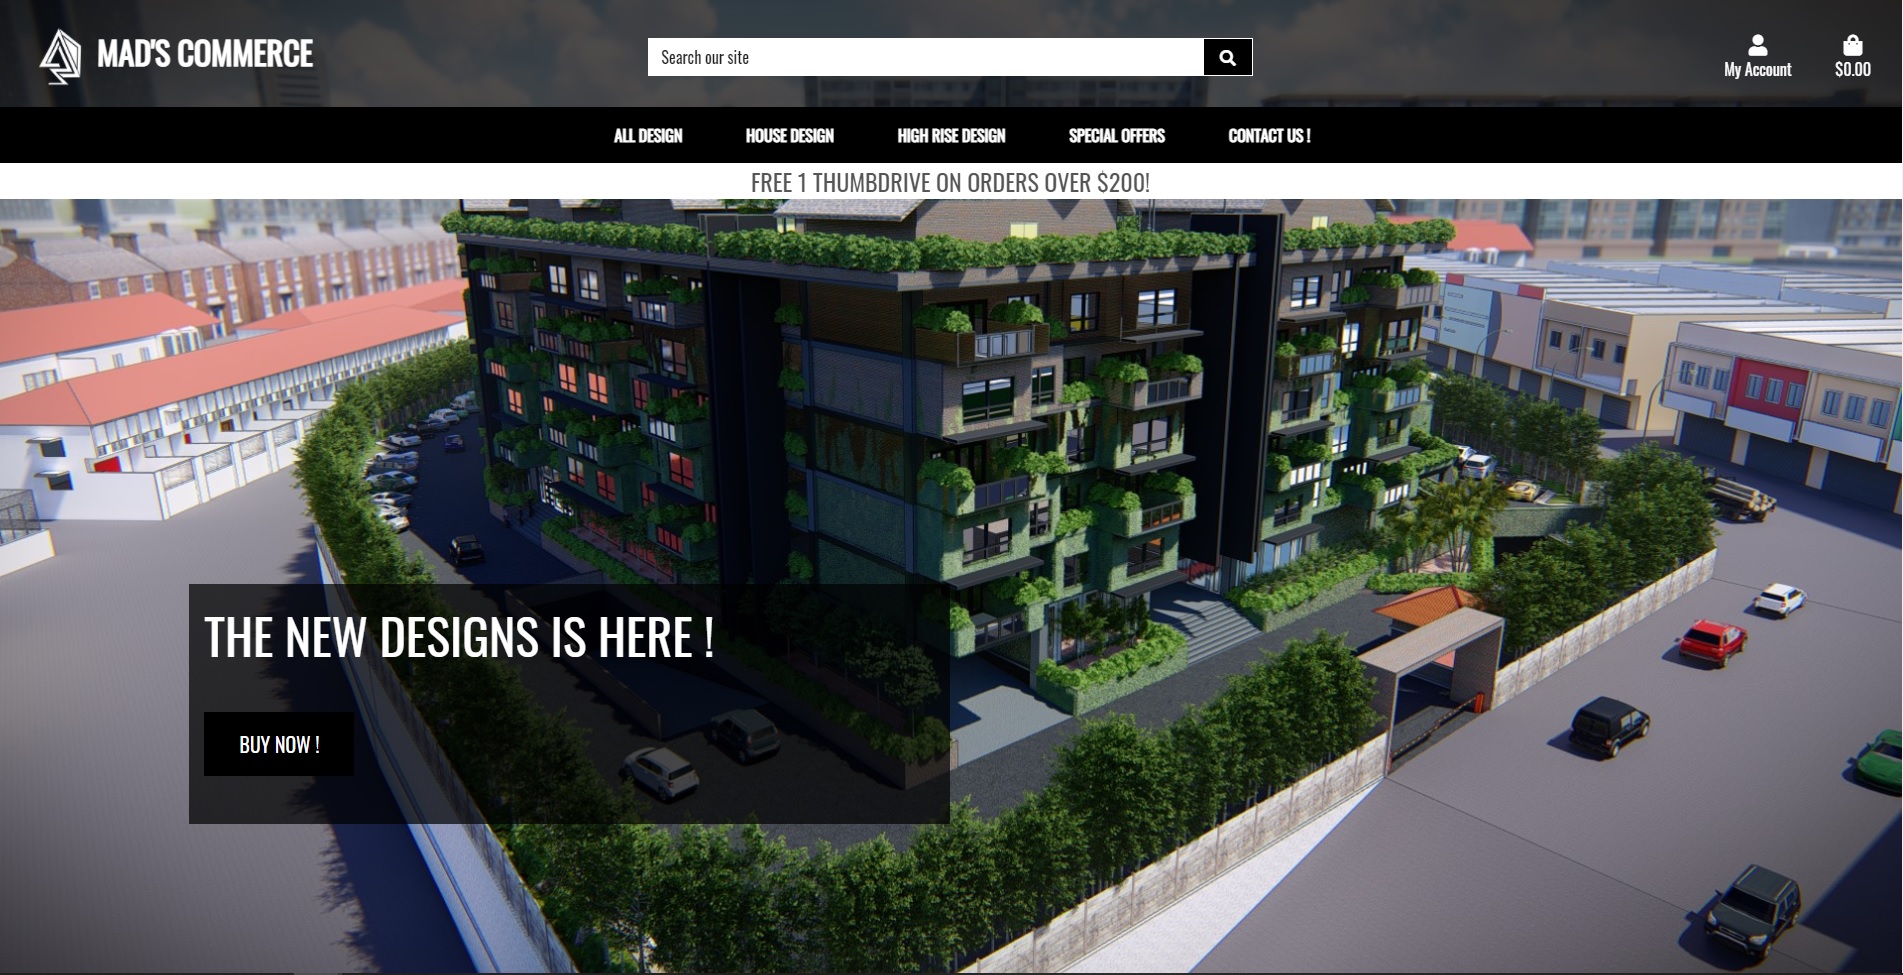 MAD'S COMMERCE
Search our site
My Account
$0.00
ALL DESIGN
HOUSE DESIGN
HIGH RISE DESIGN
SPECIAL OFFERS
CONTACT US !
FREE 1 THUMBDRIVE ON ORDERS OVER $200!
THE NEW DESIGNS IS HERE !
BUY NOW !